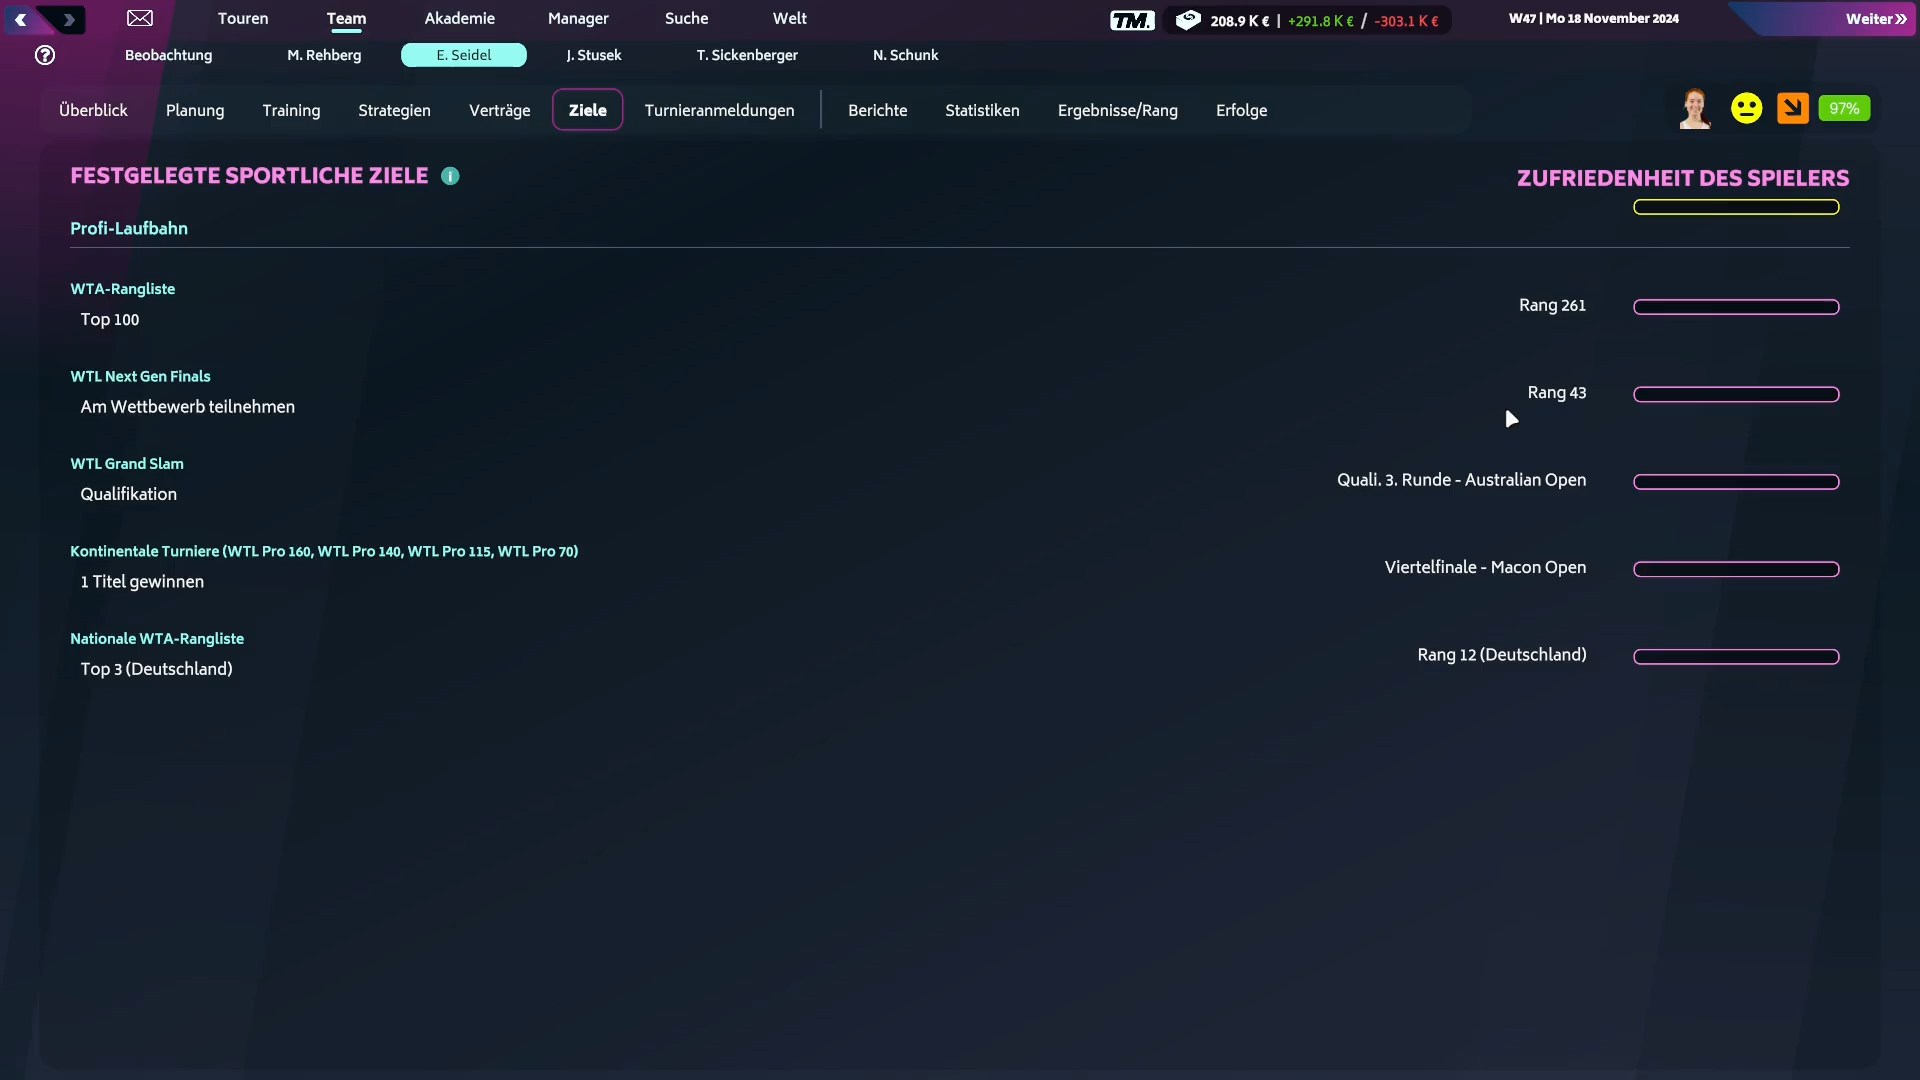 Touren Team Akademie Manager Suche Welt TM. 208.9 K € | +291.8 K € / -303.1 K € W47 | Mo 18 November 2024 Weiter
Beobachtung M. Rehberg E. Seidel J. Stusek T. Sickenberger N. Schunk
Überblick Planung Training Strategien Verträge Ziele Turnieranmeldungen Berichte Statistiken Ergebnisse/Rang Erfolge 97%
FESTGELEGTE SPORTLICHE ZIELE i ZUFRIEDENHEIT DES SPIELERS
Profi-Laufbahn
WTA-Rangliste
Top 100 Rang 261
WTL Next Gen Finals
Am Wettbewerb teilnehmen Rang 43
WTL Grand Slam
Qualifikation Quali. 3. Runde - Australian Open
Kontinentale Turniere (WTL Pro 160, WTL Pro 140, WTL Pro 115, WTL Pro 70)
1 Titel gewinnen Viertelfinale - Macon Open
Nationale WTA-Rangliste
Top 3 (Deutschland) Rang 12 (Deutschland)